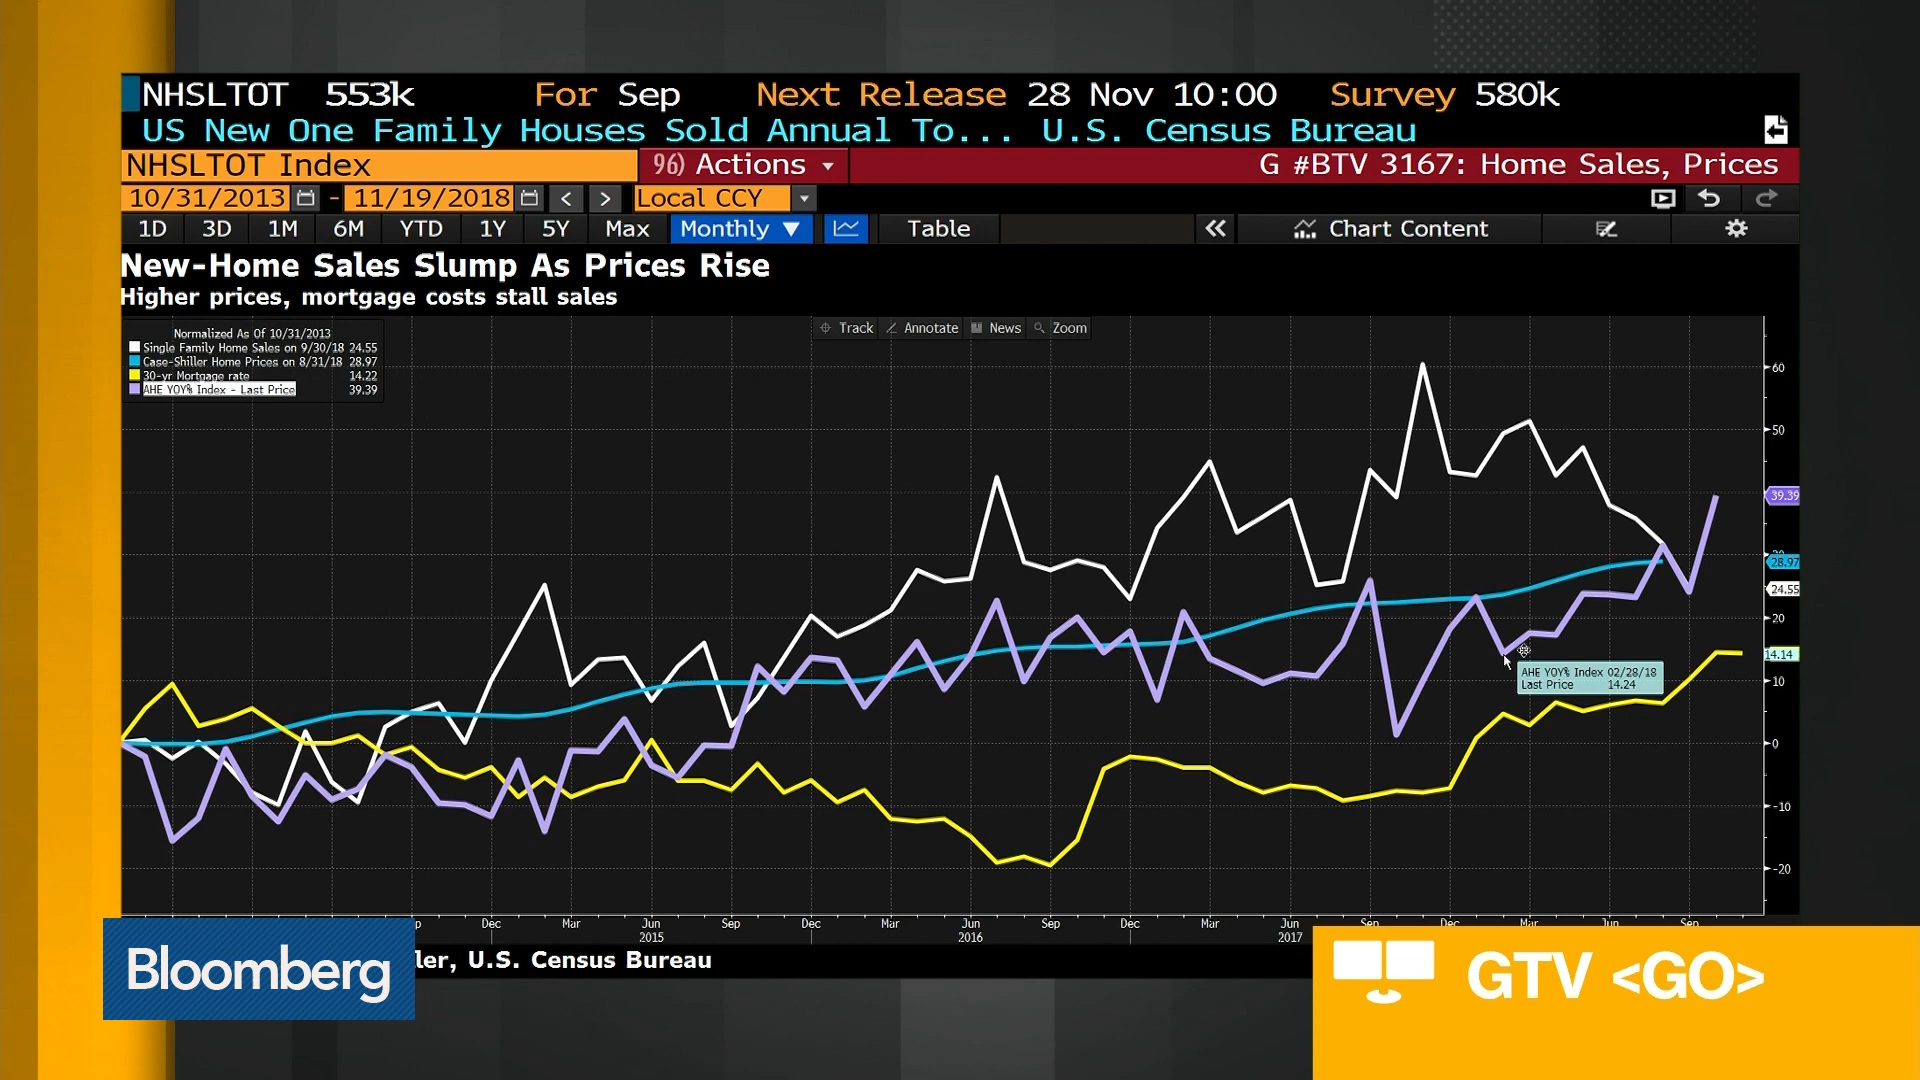 NHSLTOT 553k For Sep Next Release 28 Nov 10:00 Survey 580k
US New One Family Houses Sold Annual To... U.S. Census Bureau
NHSLTOT Index 96) Actions G #BTV 3167: Home Sales, Prices
10/31/2013 - 11/19/2018 < > Local CCY
1D 3D 1M 6M YTD 1Y 5Y Max Monthly ▼ Table « Chart Content
New-Home Sales Slump As Prices Rise
Higher prices, mortgage costs stall sales
Track Annotate News Zoom
Normalized As Of 10/31/2013
Single Family Home Sales on 9/30/18 24.55
Case-Shiller Home Prices on 8/31/18 28.97
30-yr Mortgage rate 14.22
AHE YOY% Index - Last Price 39.39
60
50
39.39
28.97
24.55
20
14.14
10
0
-10
-20
AHE YOY% Index 02/28/18
Last Price 14.24
Dec Mar Jun Sep Dec Mar Jun Sep Dec Mar Jun Sep Dec Mar Jun Sep
2015 2016 2017
ler, U.S. Census Bureau
Bloomberg
GTV <GO>